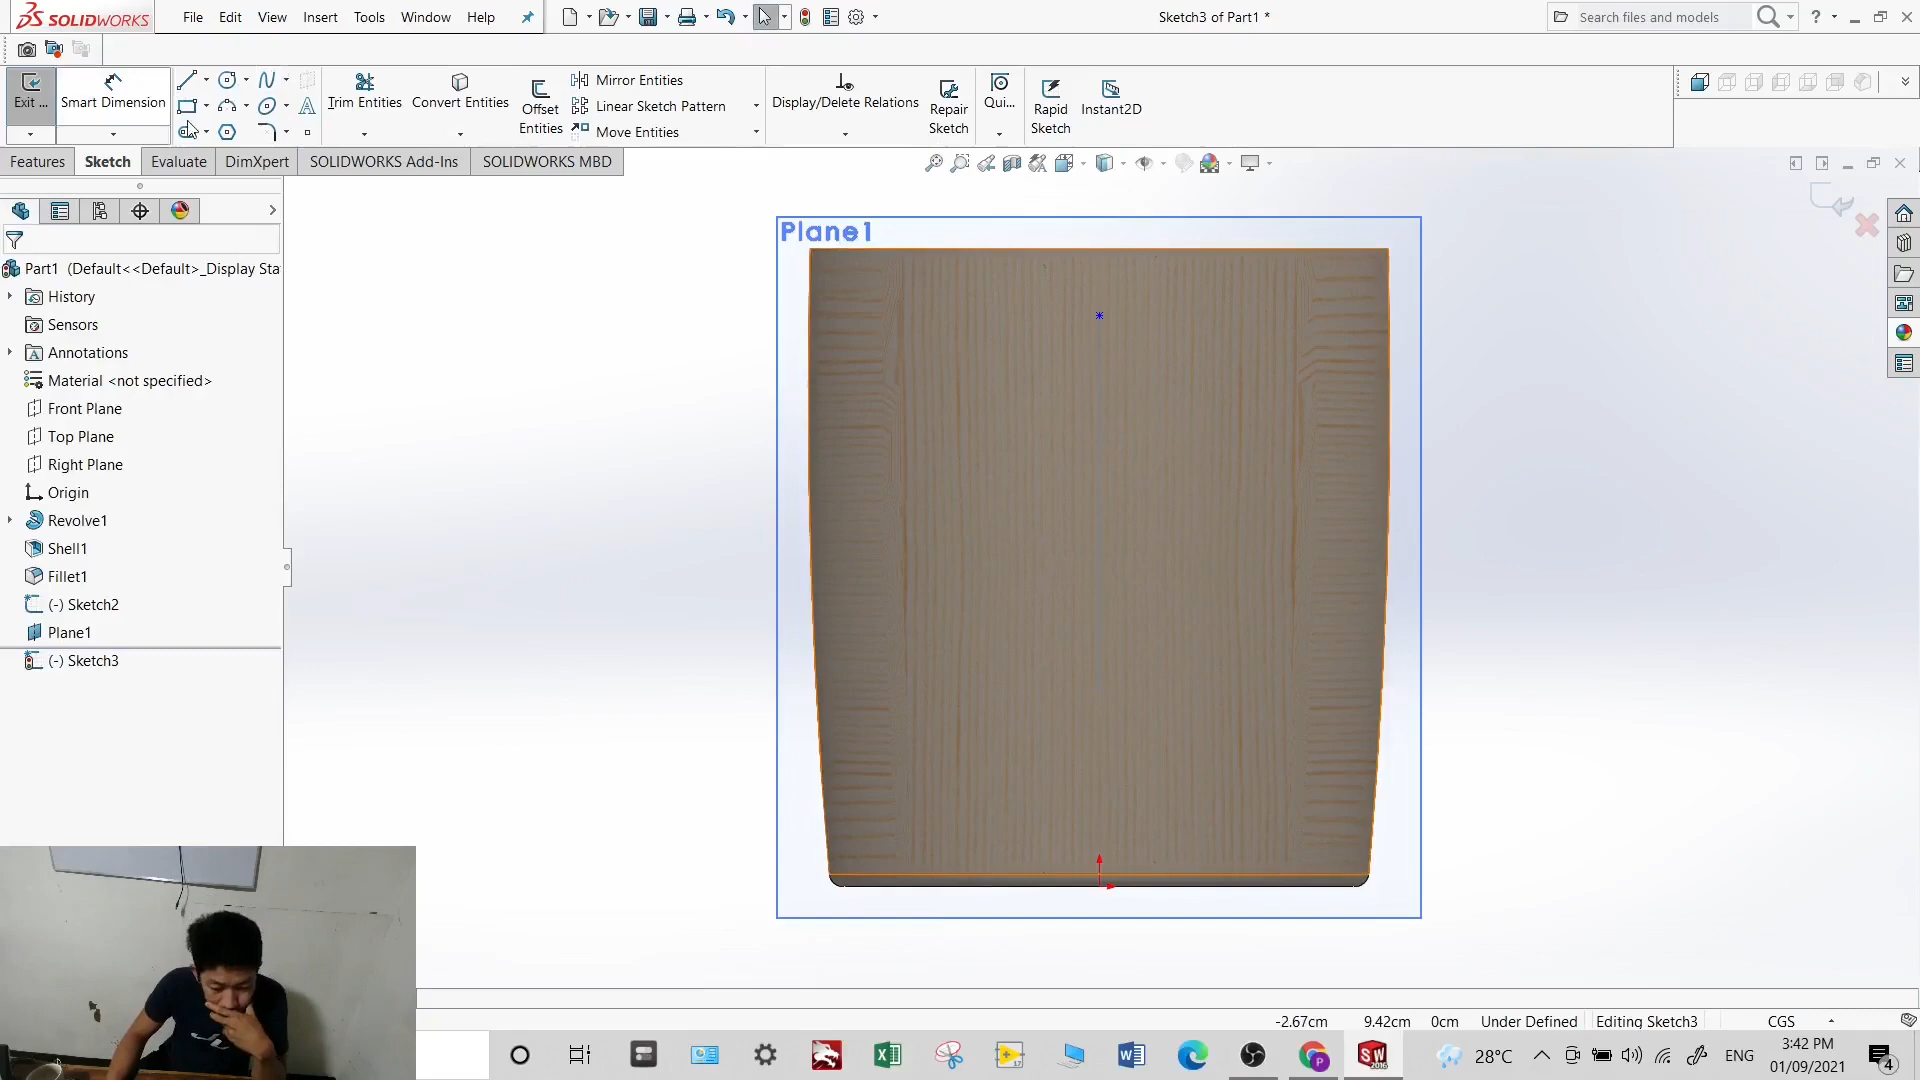 SOLIDWORKS
File Edit View Insert Tools Window Help
Sketch3 of Part1 *
Search files and models
Exit ...
Smart Dimension
Trim Entities
Convert Entities
Offset Entities
Mirror Entities
Linear Sketch Pattern
Move Entities
Display/Delete Relations
Repair Sketch
Qui...
Rapid Sketch
Instant2D
Features Sketch Evaluate DimXpert SOLIDWORKS Add-Ins SOLIDWORKS MBD
Part1 (Default<<Default>_Display Sta
History
Sensors
Annotations
Material <not specified>
Front Plane
Top Plane
Right Plane
Origin
Revolve1
Shell1
Fillet1
(-) Sketch2
Plane1
(-) Sketch3
Plane1
-2.67cm 9.42cm 0cm Under Defined Editing Sketch3 CGS
28°C ENG
3:42 PM
01/09/2021
4